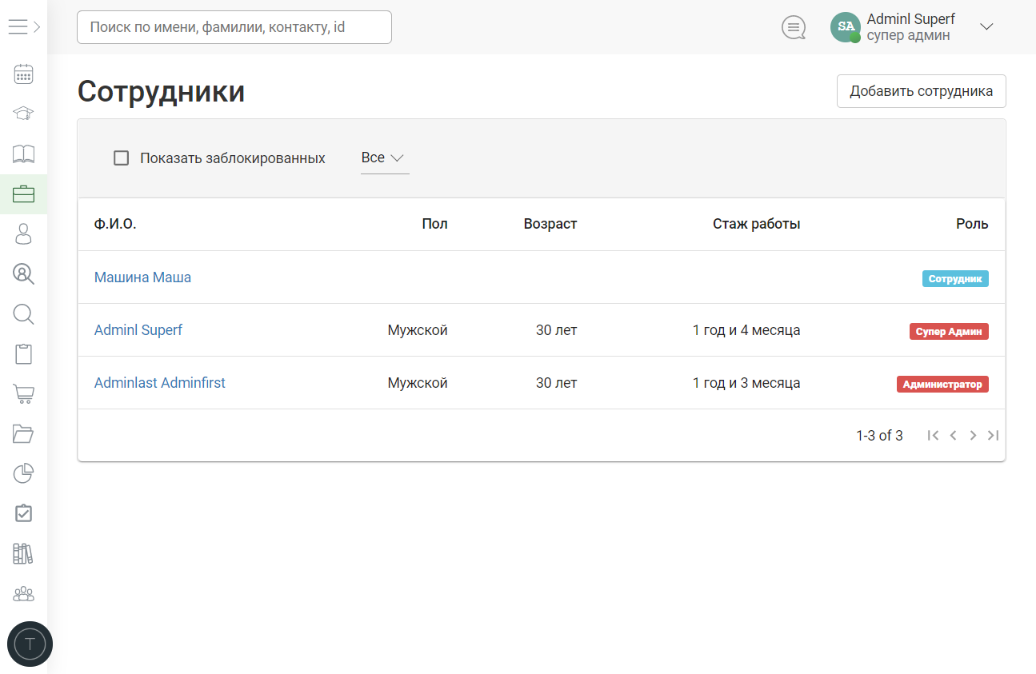 Поиск по имени, фамилии, контакту, id
SA
Adminl Superf
супер админ
Сотрудники
Добавить сотрудника
Показать заблокированных Все
Ф.И.О. Пол Возраст Стаж работы Роль
Машина Маша Сотрудник
Adminl Superf Мужской 30 лет 1 год и 4 месяца Супер Админ
Adminlast Adminfirst Мужской 30 лет 1 год и 3 месяца Администратор
1-3 of 3
T